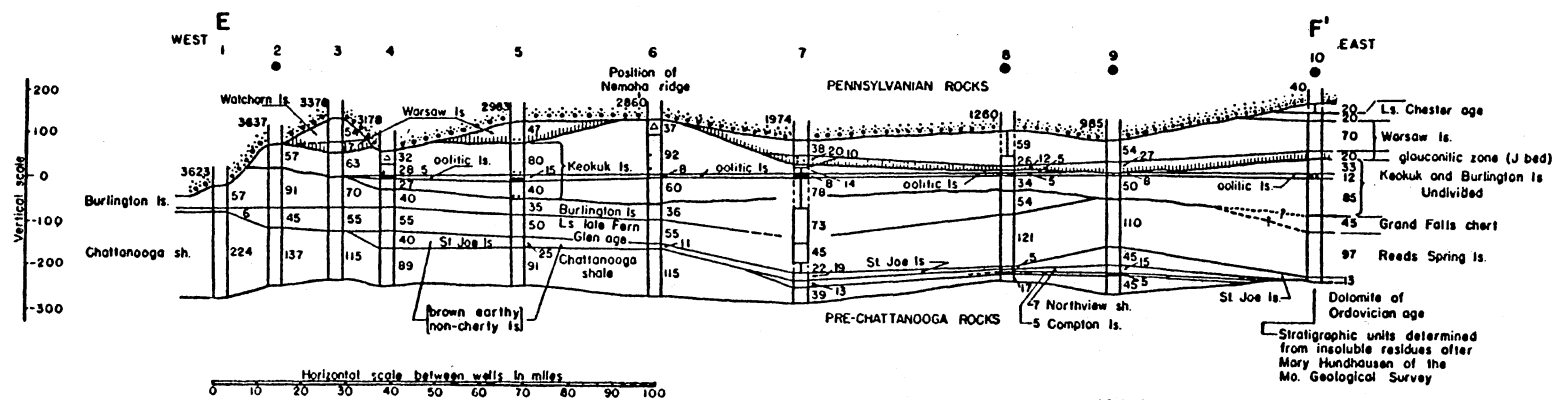 E
F'
WEST
EAST
1
2
3
4
5
6
7
8
9
10
Position of
Nemaha ridge
PENNSYLVANIAN ROCKS
Vertical scale
200
100
0
-100
-200
-300
3623
3637
3378
3178
2983
2860
1974
1260
985
40
Watchorn ls.
Warsaw ls.
oolitic ls.
Keokuk ls.
oolitic ls.
oolitic ls.
oolitic ls.
Burlington ls.
Chattanooga sh.
Burlington ls
Ls late Fern
Glen age
St Joe ls
Chattanooga
shale
brown earthy
non-cherty ls
St Joe ls
7 Northview sh.
5 Compton ls.
St Joe ls.
PRE-CHATTANOOGA ROCKS
57
6
224
57
91
45
137
54
17
63
70
55
115
32
28
5
27
40
55
40
89
47
80
15
40
35
50
25
91
37
92
8
60
36
55
11
115
38
20
10
8
14
78
73
45
22
19
13
39
59
26
12
5
5
34
54
121
5
17
54
27
8
50
110
45
15
5
45
20
20
70
20
33
12
85
45
97
13
Ls. Chester age
Warsaw ls.
glauconitic zone (J bed)
Keokuk and Burlington ls
Undivided
Grand Falls chert
Reeds Spring ls.
Dolomite of
Ordovician age
Stratigraphic units determined
from insoluble residues after
Mary Hundhausen of the
Mo. Geological Survey
Horizontal scale between wells in miles
0 10 20 30 40 50 60 70 80 90 100